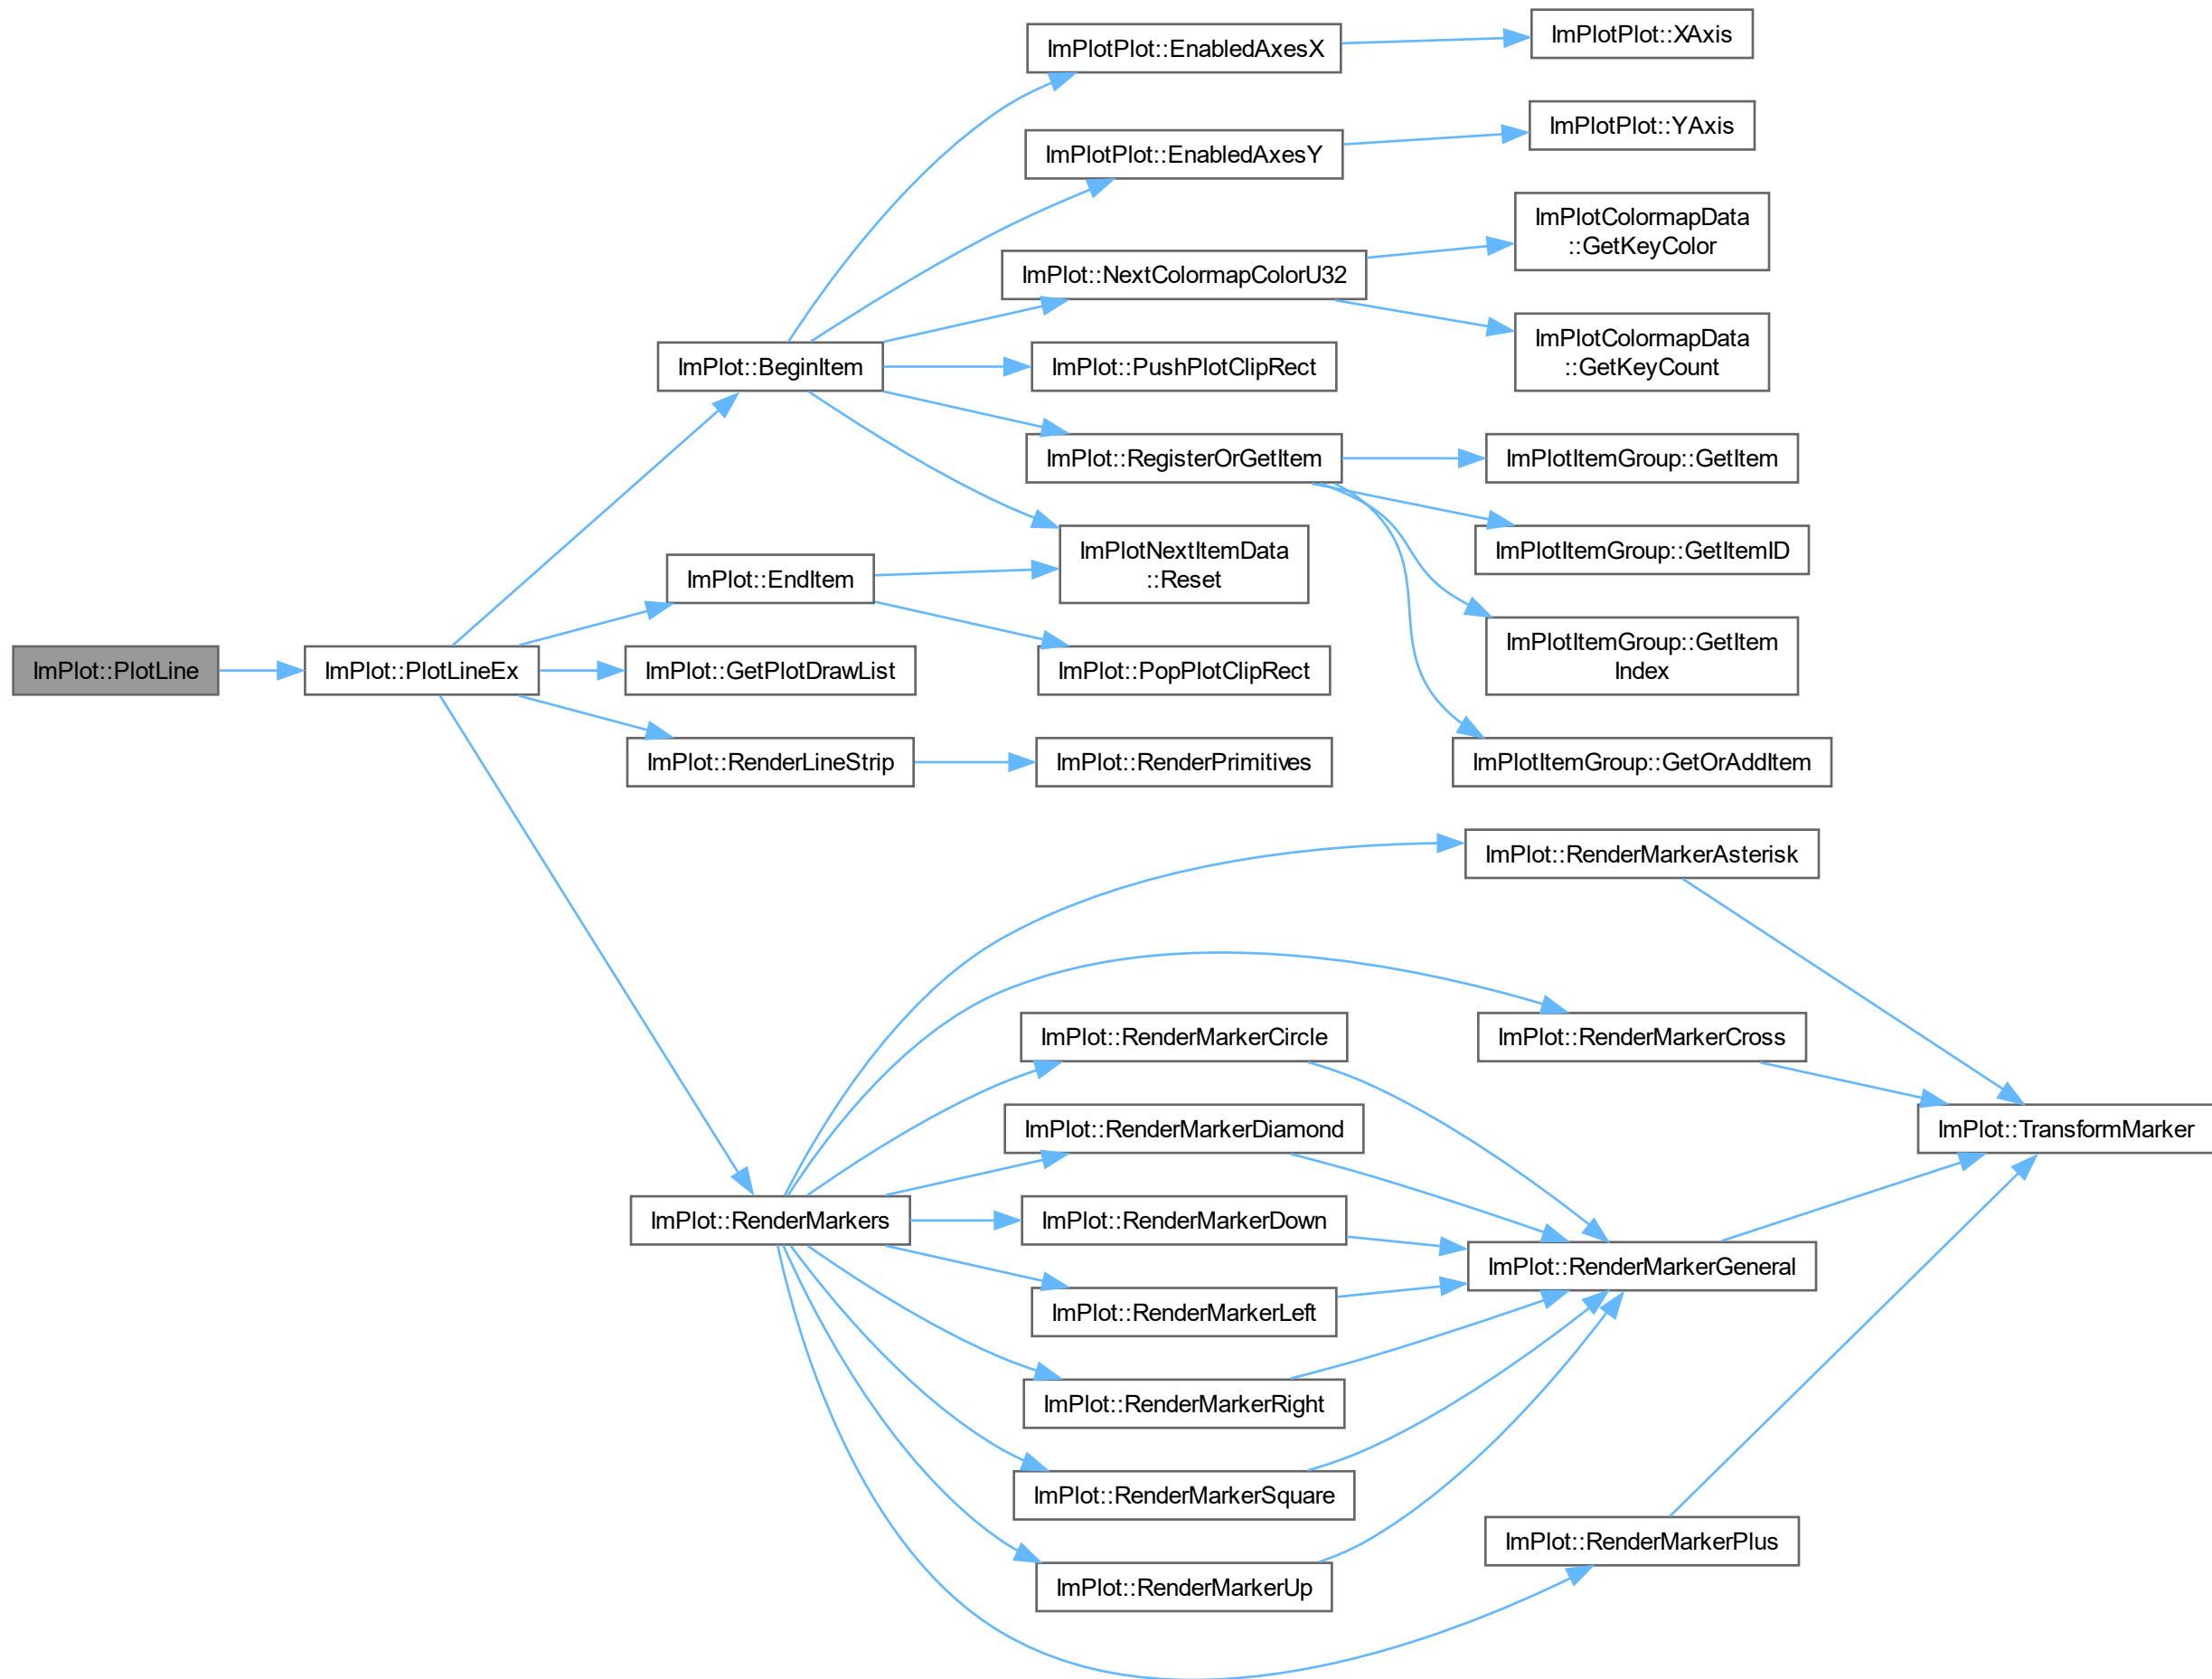 ImPlot::PlotLine
ImPlot::PlotLineEx
ImPlot::BeginItem
ImPlot::EndItem
ImPlot::GetPlotDrawList
ImPlot::RenderLineStrip
ImPlot::RenderMarkers
ImPlotPlot::EnabledAxesX
ImPlotPlot::EnabledAxesY
ImPlot::NextColormapColorU32
ImPlot::PushPlotClipRect
ImPlot::RegisterOrGetItem
ImPlotNextItemData
::Reset
ImPlot::PopPlotClipRect
ImPlot::RenderPrimitives
ImPlot::RenderMarkerCircle
ImPlot::RenderMarkerDiamond
ImPlot::RenderMarkerDown
ImPlot::RenderMarkerLeft
ImPlot::RenderMarkerRight
ImPlot::RenderMarkerSquare
ImPlot::RenderMarkerUp
ImPlotPlot::XAxis
ImPlotPlot::YAxis
ImPlotColormapData
::GetKeyColor
ImPlotColormapData
::GetKeyCount
ImPlotItemGroup::GetItem
ImPlotItemGroup::GetItemID
ImPlotItemGroup::GetItem
Index
ImPlotItemGroup::GetOrAddItem
ImPlot::RenderMarkerAsterisk
ImPlot::RenderMarkerCross
ImPlot::RenderMarkerGeneral
ImPlot::RenderMarkerPlus
ImPlot::TransformMarker